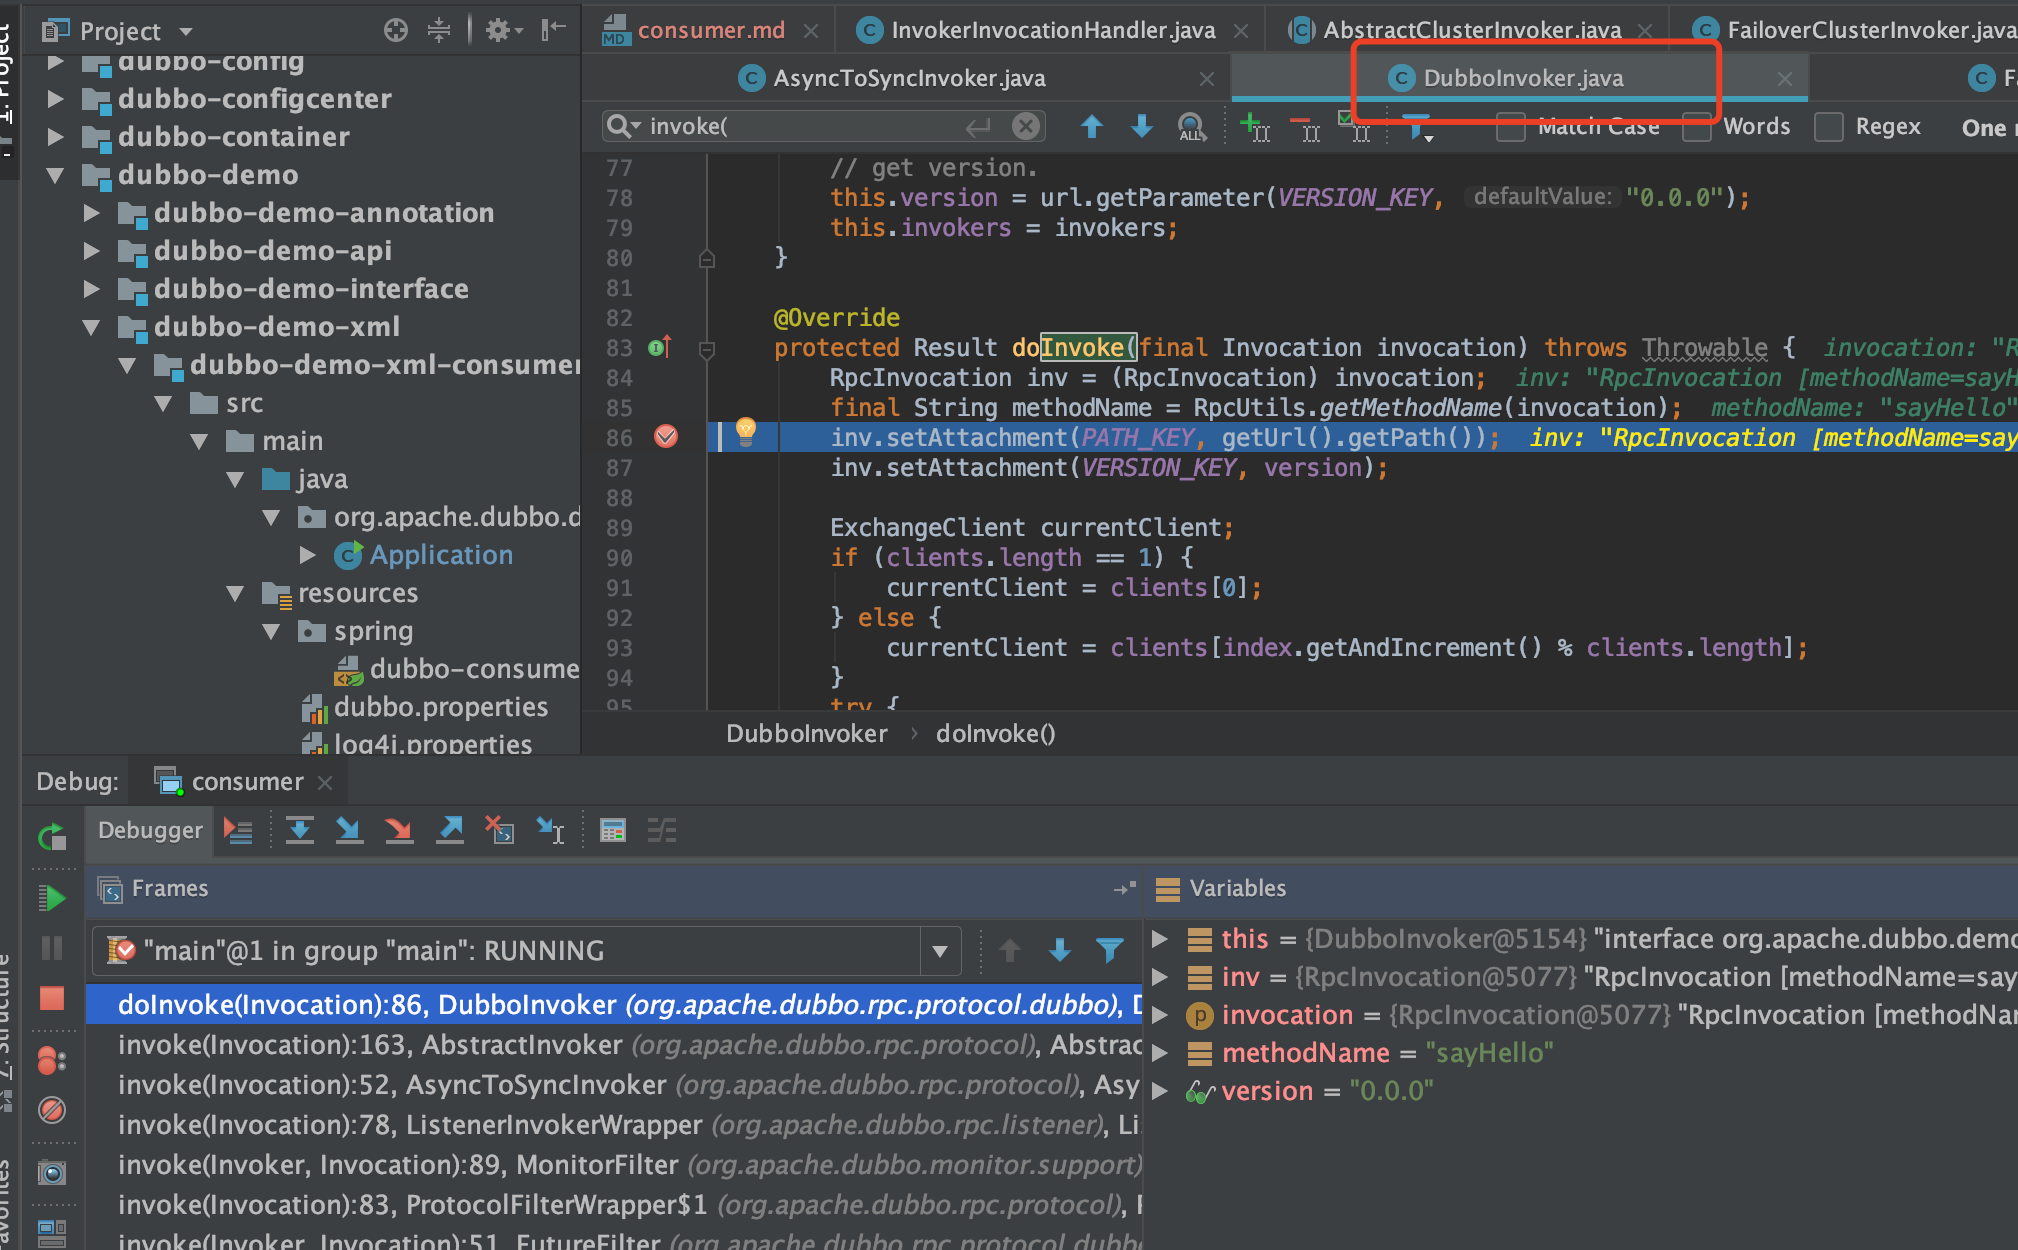 Project
consumer.md
InvokerInvocationHandler.java
AbstractClusterInvoker.java
FailoverClusterInvoker.java
AsyncToSyncInvoker.java
DubboInvoker.java
invoke(
Match Case
Words
Regex
One
1: Project
dubbo-config
dubbo-configcenter
dubbo-container
dubbo-demo
dubbo-demo-annotation
dubbo-demo-api
dubbo-demo-interface
dubbo-demo-xml
dubbo-demo-xml-consumer
src
main
java
org.apache.dubbo.d
Application
resources
spring
dubbo-consume
dubbo.properties
log4j.properties
77 // get version.
78 this.version = url.getParameter(VERSION_KEY, defaultValue: "0.0.0");
79 this.invokers = invokers;
80 }
81
82 @Override
83 protected Result doInvoke(final Invocation invocation) throws Throwable { invocation: "R
84 RpcInvocation inv = (RpcInvocation) invocation; inv: "RpcInvocation [methodName=sayH
85 final String methodName = RpcUtils.getMethodName(invocation); methodName: "sayHello"
86 inv.setAttachment(PATH_KEY, getUrl().getPath()); inv: "RpcInvocation [methodName=say
87 inv.setAttachment(VERSION_KEY, version);
88
89 ExchangeClient currentClient;
90 if (clients.length == 1) {
91 currentClient = clients[0];
92 } else {
93 currentClient = clients[index.getAndIncrement() % clients.length];
94 }
95 try {
DubboInvoker › doInvoke()
Debug: consumer
Debugger
Frames
"main"@1 in group "main": RUNNING
doInvoke(Invocation):86, DubboInvoker (org.apache.dubbo.rpc.protocol.dubbo), D
invoke(Invocation):163, AbstractInvoker (org.apache.dubbo.rpc.protocol), Abstrac
invoke(Invocation):52, AsyncToSyncInvoker (org.apache.dubbo.rpc.protocol), Asy
invoke(Invocation):78, ListenerInvokerWrapper (org.apache.dubbo.rpc.listener), Li
invoke(Invoker, Invocation):89, MonitorFilter (org.apache.dubbo.monitor.support)
invoke(Invocation):83, ProtocolFilterWrapper$1 (org.apache.dubbo.rpc.protocol), P
invoke(Invoker, Invocation):51, FutureFilter (org.apache.dubbo.rpc.protocol.dubb
Variables
this = {DubboInvoker@5154} "interface org.apache.dubbo.demo
inv = {RpcInvocation@5077} "RpcInvocation [methodName=say
invocation = {RpcInvocation@5077} "RpcInvocation [methodNa
methodName = "sayHello"
version = "0.0.0"
7: Structure
avorites